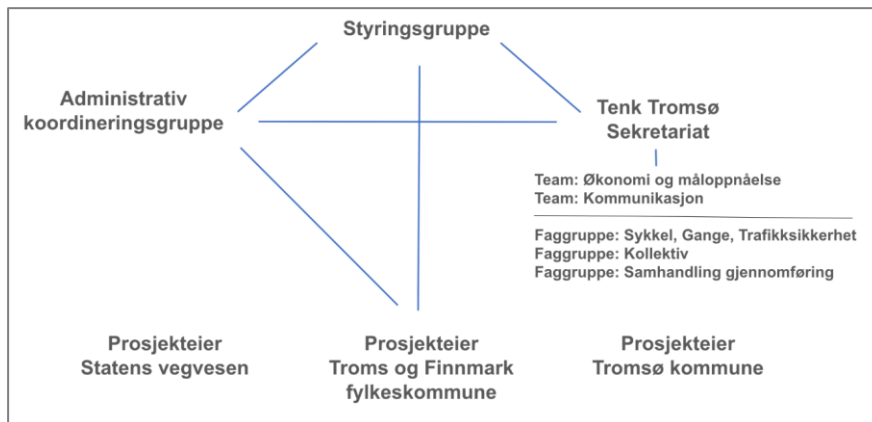 Styringsgruppe
Administrativ
koordineringsgruppe
Tenk Tromsø
Sekretariat
Team: Økonomi og måloppnåelse
Team: Kommunikasjon
Faggruppe: Sykkel, Gange, Trafikksikkerhet
Faggruppe: Kollektiv
Faggruppe: Samhandling gjennomføring
Prosjekteier
Statens vegvesen
Prosjekteier
Troms og Finnmark
fylkeskommune
Prosjekteier
Tromsø kommune